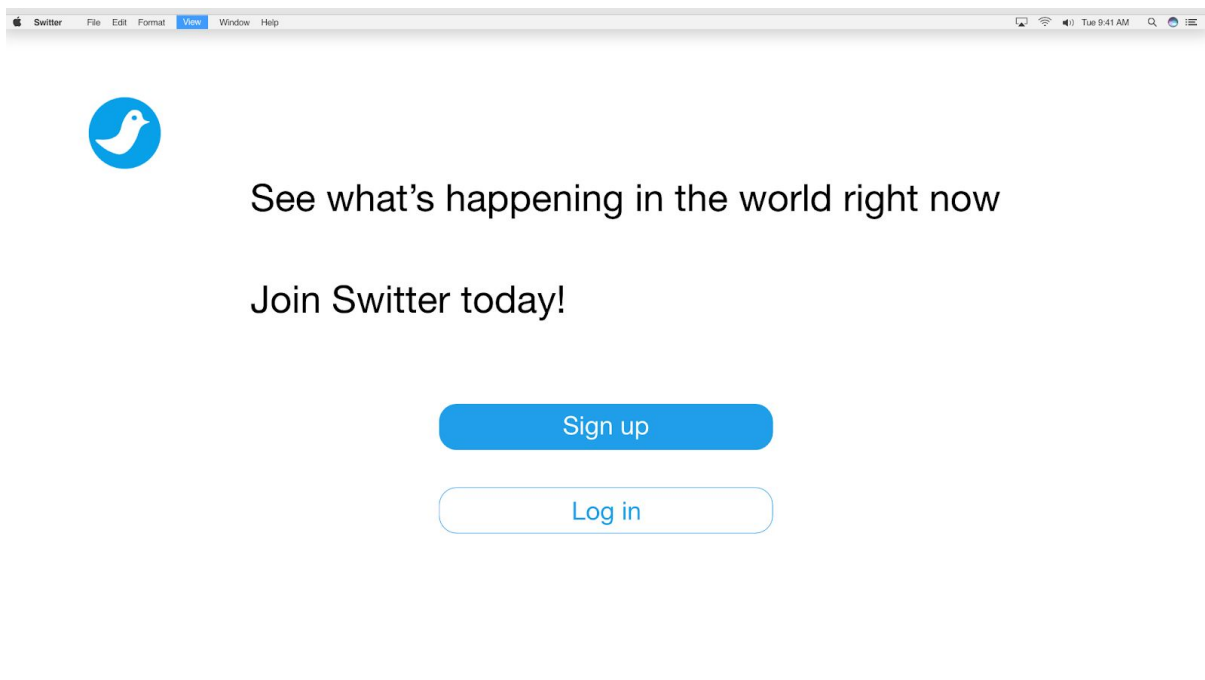 Switter File Edit Format View Window Help Tue 9:41 AM
See what’s happening in the world right now
Join Switter today!
Sign up
Log in